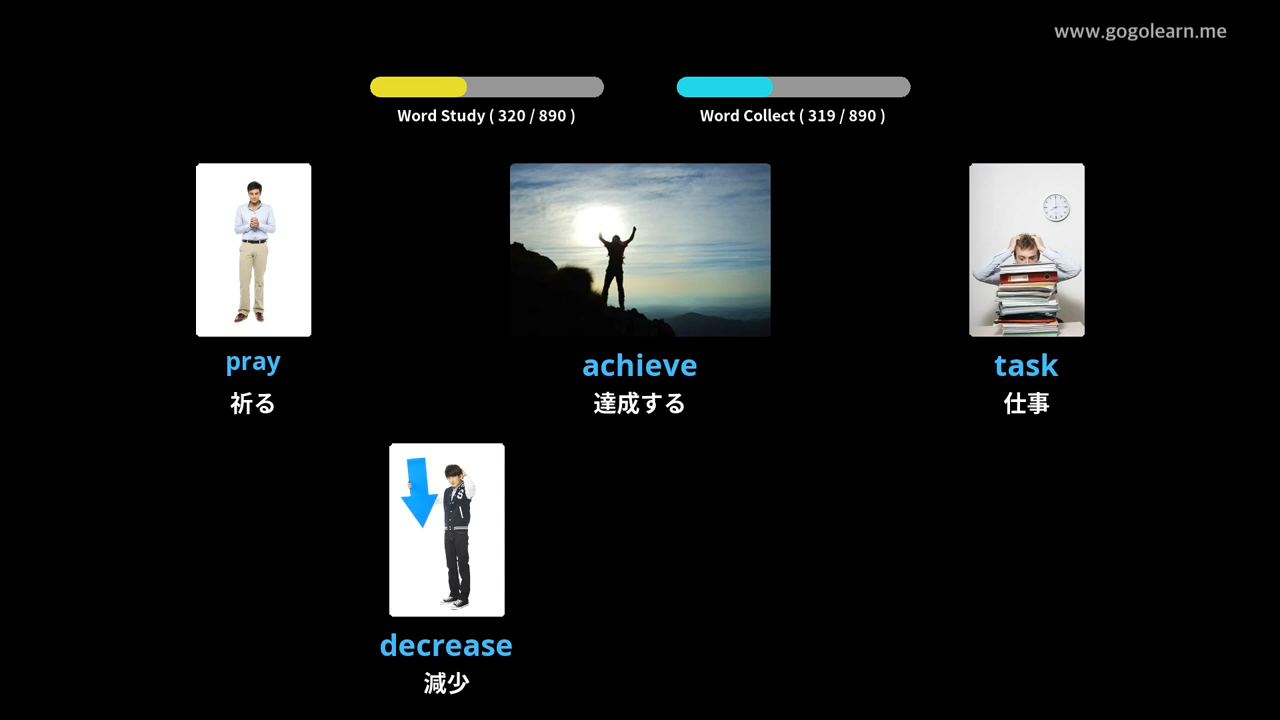 www.gogolearn.me
Word Study ( 320 / 890 )
Word Collect ( 319 / 890 )
pray
祈る
achieve
達成する
task
仕事
decrease
減少